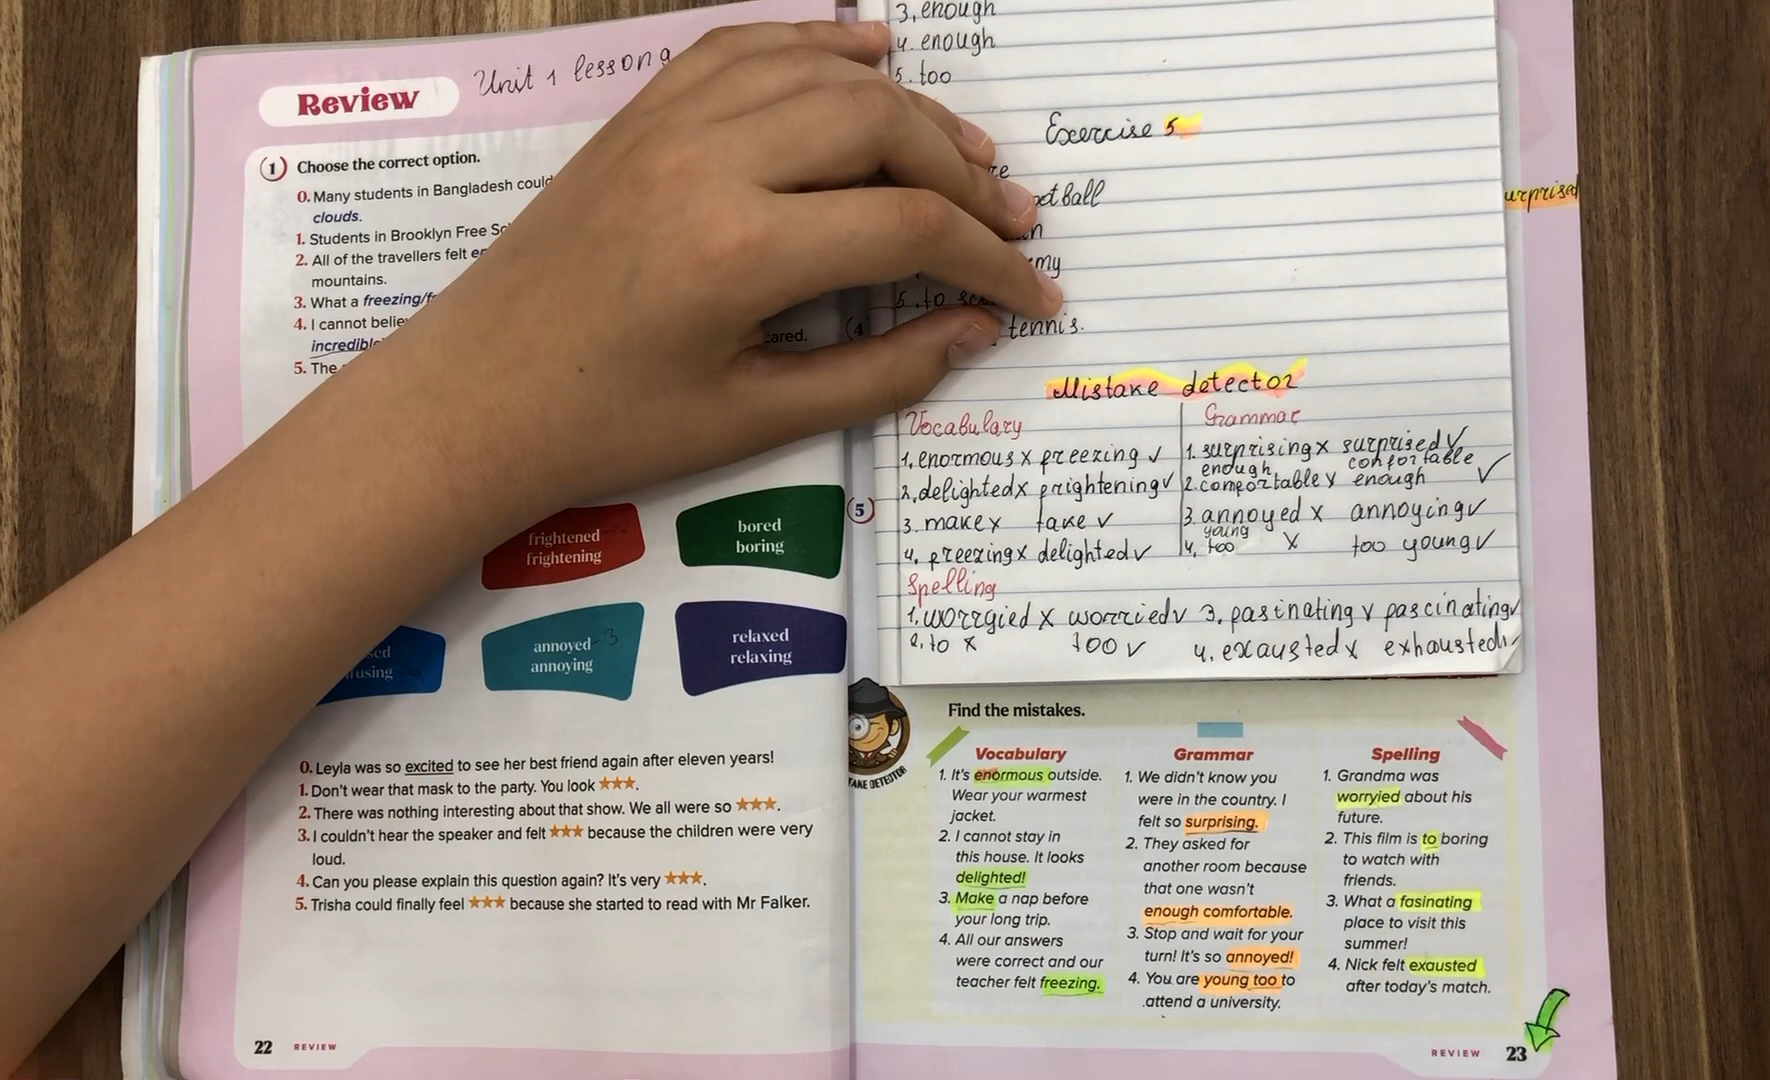 Review
Unit 1 lesson 9
1 Choose the correct option.
0. Many students in Bangladesh could
clouds.
1. Students in Brooklyn Free
2. All of the travellers felt
mountains.
3. What a freezing/
4. I cannot
incredible
5. The
frightened
frightening
bored
boring
annoyed 3
annoying
relaxed
relaxing
0. Leyla was so excited to see her best friend again after eleven years!
1. Don't wear that mask to the party. You look ★★★.
2. There was nothing interesting about that show. We all were so ★★★.
3. I couldn't hear the speaker and felt ★★★ because the children were very
loud.
4. Can you please explain this question again? It's very ★★★.
5. Trisha could finally feel ★★★ because she started to read with Mr Falker.
22 REVIEW
3, enough
4. enough
5. too
Exercise 5
my
5. to
tennis.
Mistake detector
Vocabulary
1, enormous x freezing ✓
2, delighted x frightening ✓
3. make x take ✓
4. freezing x delighted ✓
Grammar
1. surprising x surprised ✓
enough comfortable
2. comfortable x enough ✓
3. annoyed x annoying ✓
young
4. too x too young ✓
Spelling
1. worrgied x worried ✓ 3. fasinating x fascinating ✓
2. to x too ✓ 4. exausted x exhausted ✓
(4
5
Find the mistakes.
Vocabulary
1. It's enormous outside.
Wear your warmest
jacket.
2. I cannot stay in
this house. It looks
delighted!
3. Make a nap before
your long trip.
4. All our answers
were correct and our
teacher felt freezing.
Grammar
1. We didn't know you
were in the country. I
felt so surprising.
2. They asked for
another room because
that one wasn't
enough comfortable.
3. Stop and wait for your
turn! It's so annoyed!
4. You are young too to
attend a university.
Spelling
1. Grandma was
worryied about his
future.
2. This film is to boring
to watch with
friends.
3. What a fasinating
place to visit this
summer!
4. Nick felt exausted
after today's match.
REVIEW 23